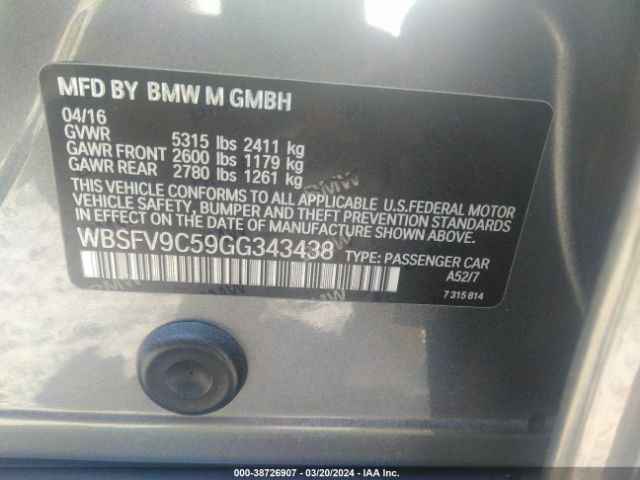 MFD BY BMW M GMBH
04/16
GVWR 5315 lbs 2411 kg
GAWR FRONT 2600 lbs 1179 kg
GAWR REAR 2780 lbs 1261 kg
THIS VEHICLE CONFORMS TO ALL APPLICABLE U.S.FEDERAL MOTOR
VEHICLE SAFETY, BUMPER AND THEFT PREVENTION STANDARDS
IN EFFECT ON THE DATE OF MANUFACTURE SHOWN ABOVE.
WBSFV9C59GG343438 TYPE: PASSENGER CAR
A52/7
7 315 814
000-38726907 - 03/20/2024 - IAA Inc.